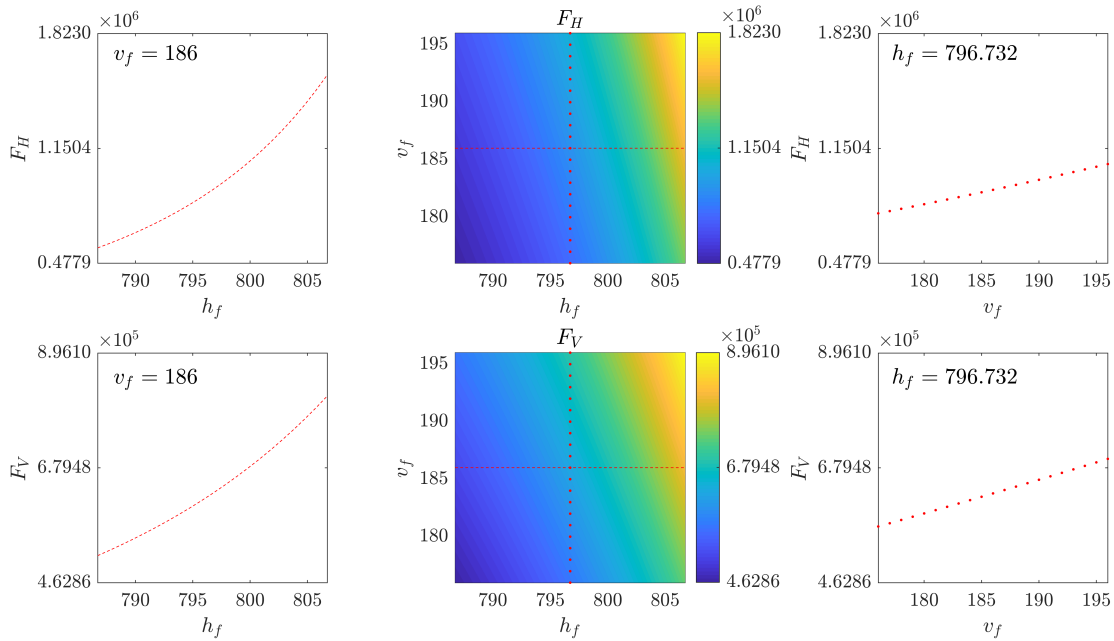 ×10^6
1.8230
1.1504
0.4779
F_H
v_f = 186
790 795 800 805
h_f
F_H
195
190
185
180
v_f
790 795 800 805
h_f
×10^6
1.8230
1.1504
0.4779
×10^6
1.8230
1.1504
0.4779
F_H
h_f = 796.732
180 185 190 195
v_f
×10^5
8.9610
6.7948
4.6286
F_V
v_f = 186
790 795 800 805
h_f
F_V
195
190
185
180
v_f
790 795 800 805
h_f
×10^5
8.9610
6.7948
4.6286
×10^5
8.9610
6.7948
4.6286
F_V
h_f = 796.732
180 185 190 195
v_f